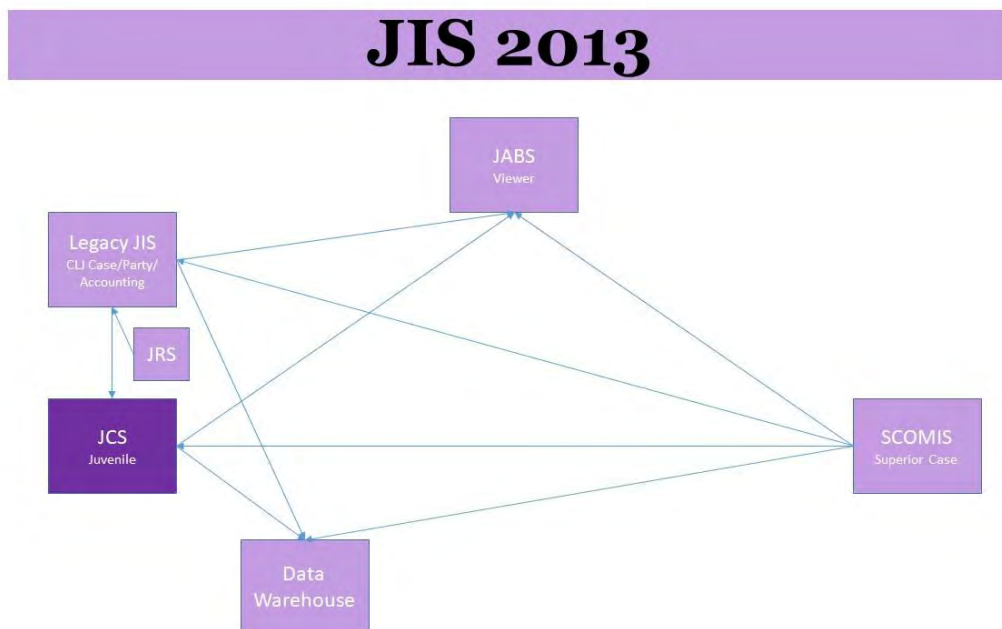 JIS 2013
JABS
Viewer
Legacy JIS
CLJ Case/Party/
Accounting
JRS
JCS
Juvenile
SCOMIS
Superior Case
Data
Warehouse